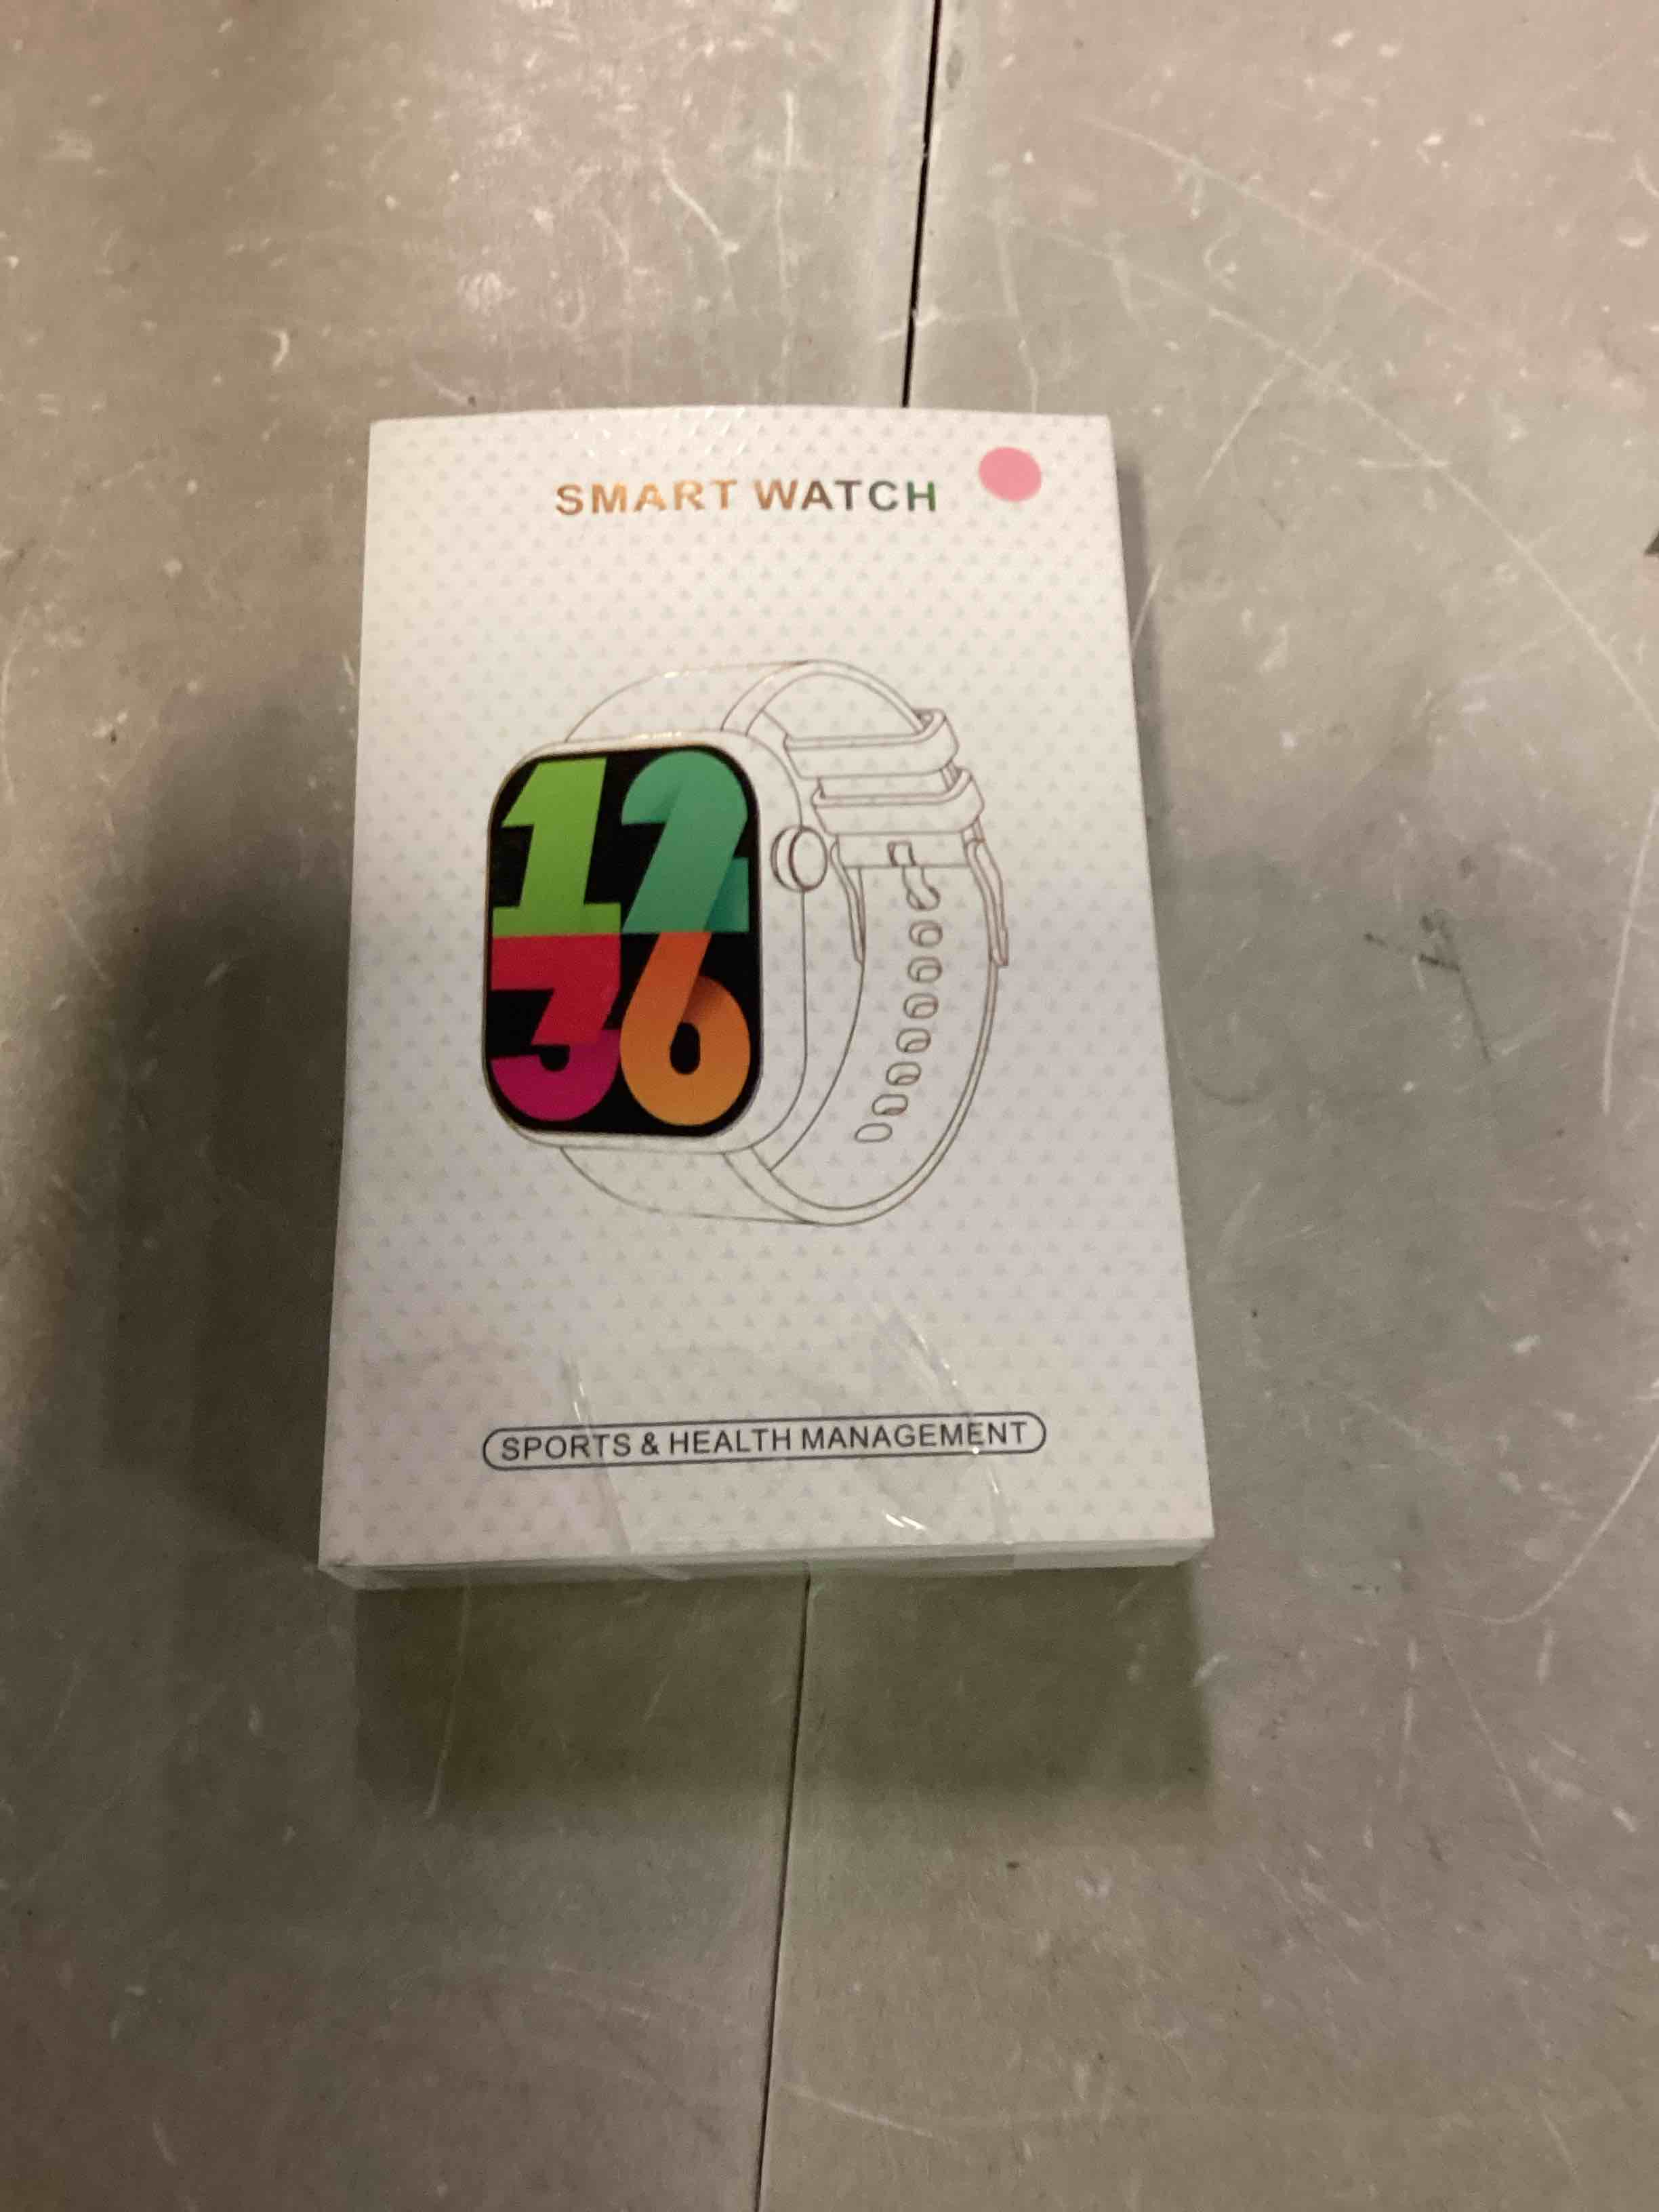 SMART WATCH
12
36
SPORTS & HEALTH MANAGEMENT